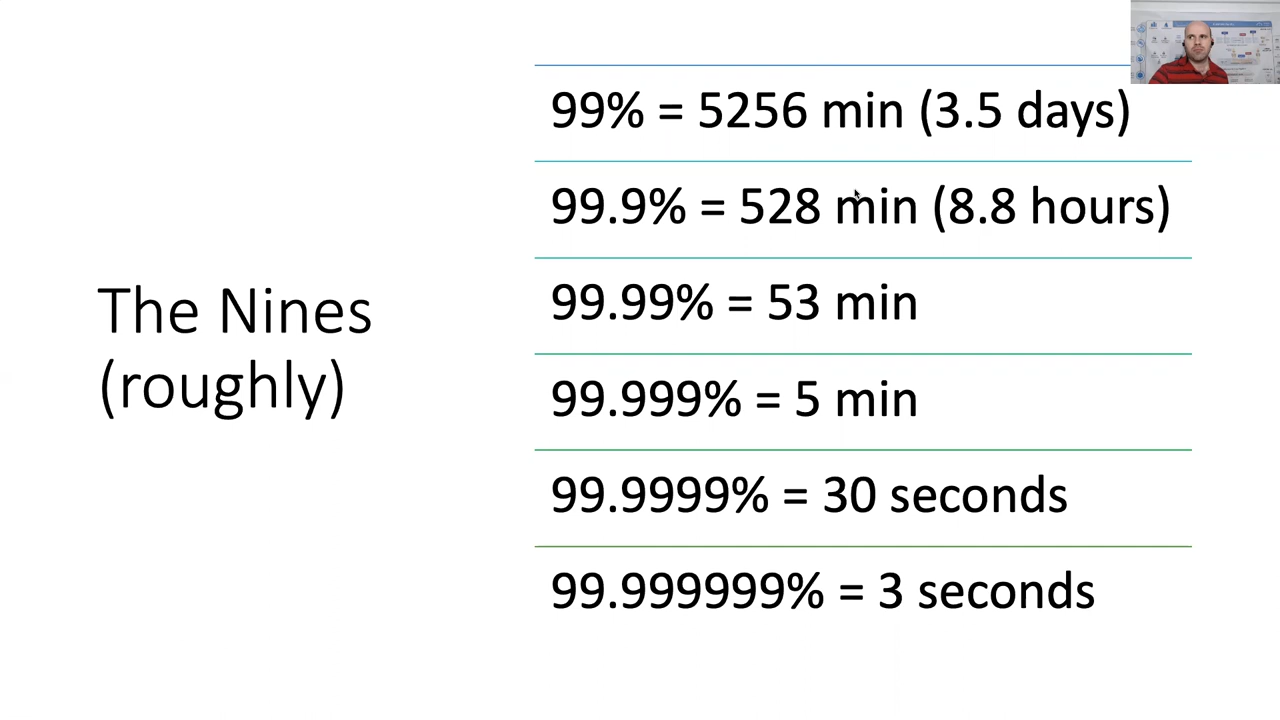 The Nines
(roughly)
99% = 5256 min (3.5 days)
99.9% = 528 min (8.8 hours)
99.99% = 53 min
99.999% = 5 min
99.9999% = 30 seconds
99.999999% = 3 seconds